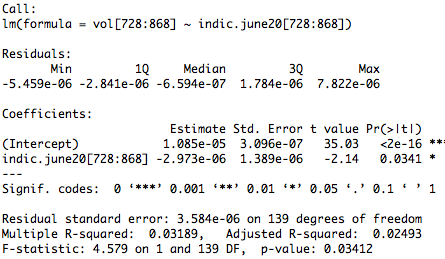 Call:
lm(formula = vol[728:868] ~ indic.june20[728:868])

Residuals:
       Min         1Q     Median         3Q        Max
-5.459e-06 -2.841e-06 -6.594e-07  1.784e-06  7.822e-06

Coefficients:
                        Estimate Std. Error t value Pr(>|t|)
(Intercept)            1.085e-05  3.096e-07   35.03   <2e-16 **
indic.june20[728:868] -2.973e-06  1.389e-06   -2.14   0.0341 *
---
Signif. codes:  0 ‘***’ 0.001 ‘**’ 0.01 ‘*’ 0.05 ‘.’ 0.1 ‘ ’ 1

Residual standard error: 3.584e-06 on 139 degrees of freedom
Multiple R-squared:  0.03189,	Adjusted R-squared:  0.02493
F-statistic: 4.579 on 1 and 139 DF,  p-value: 0.03412